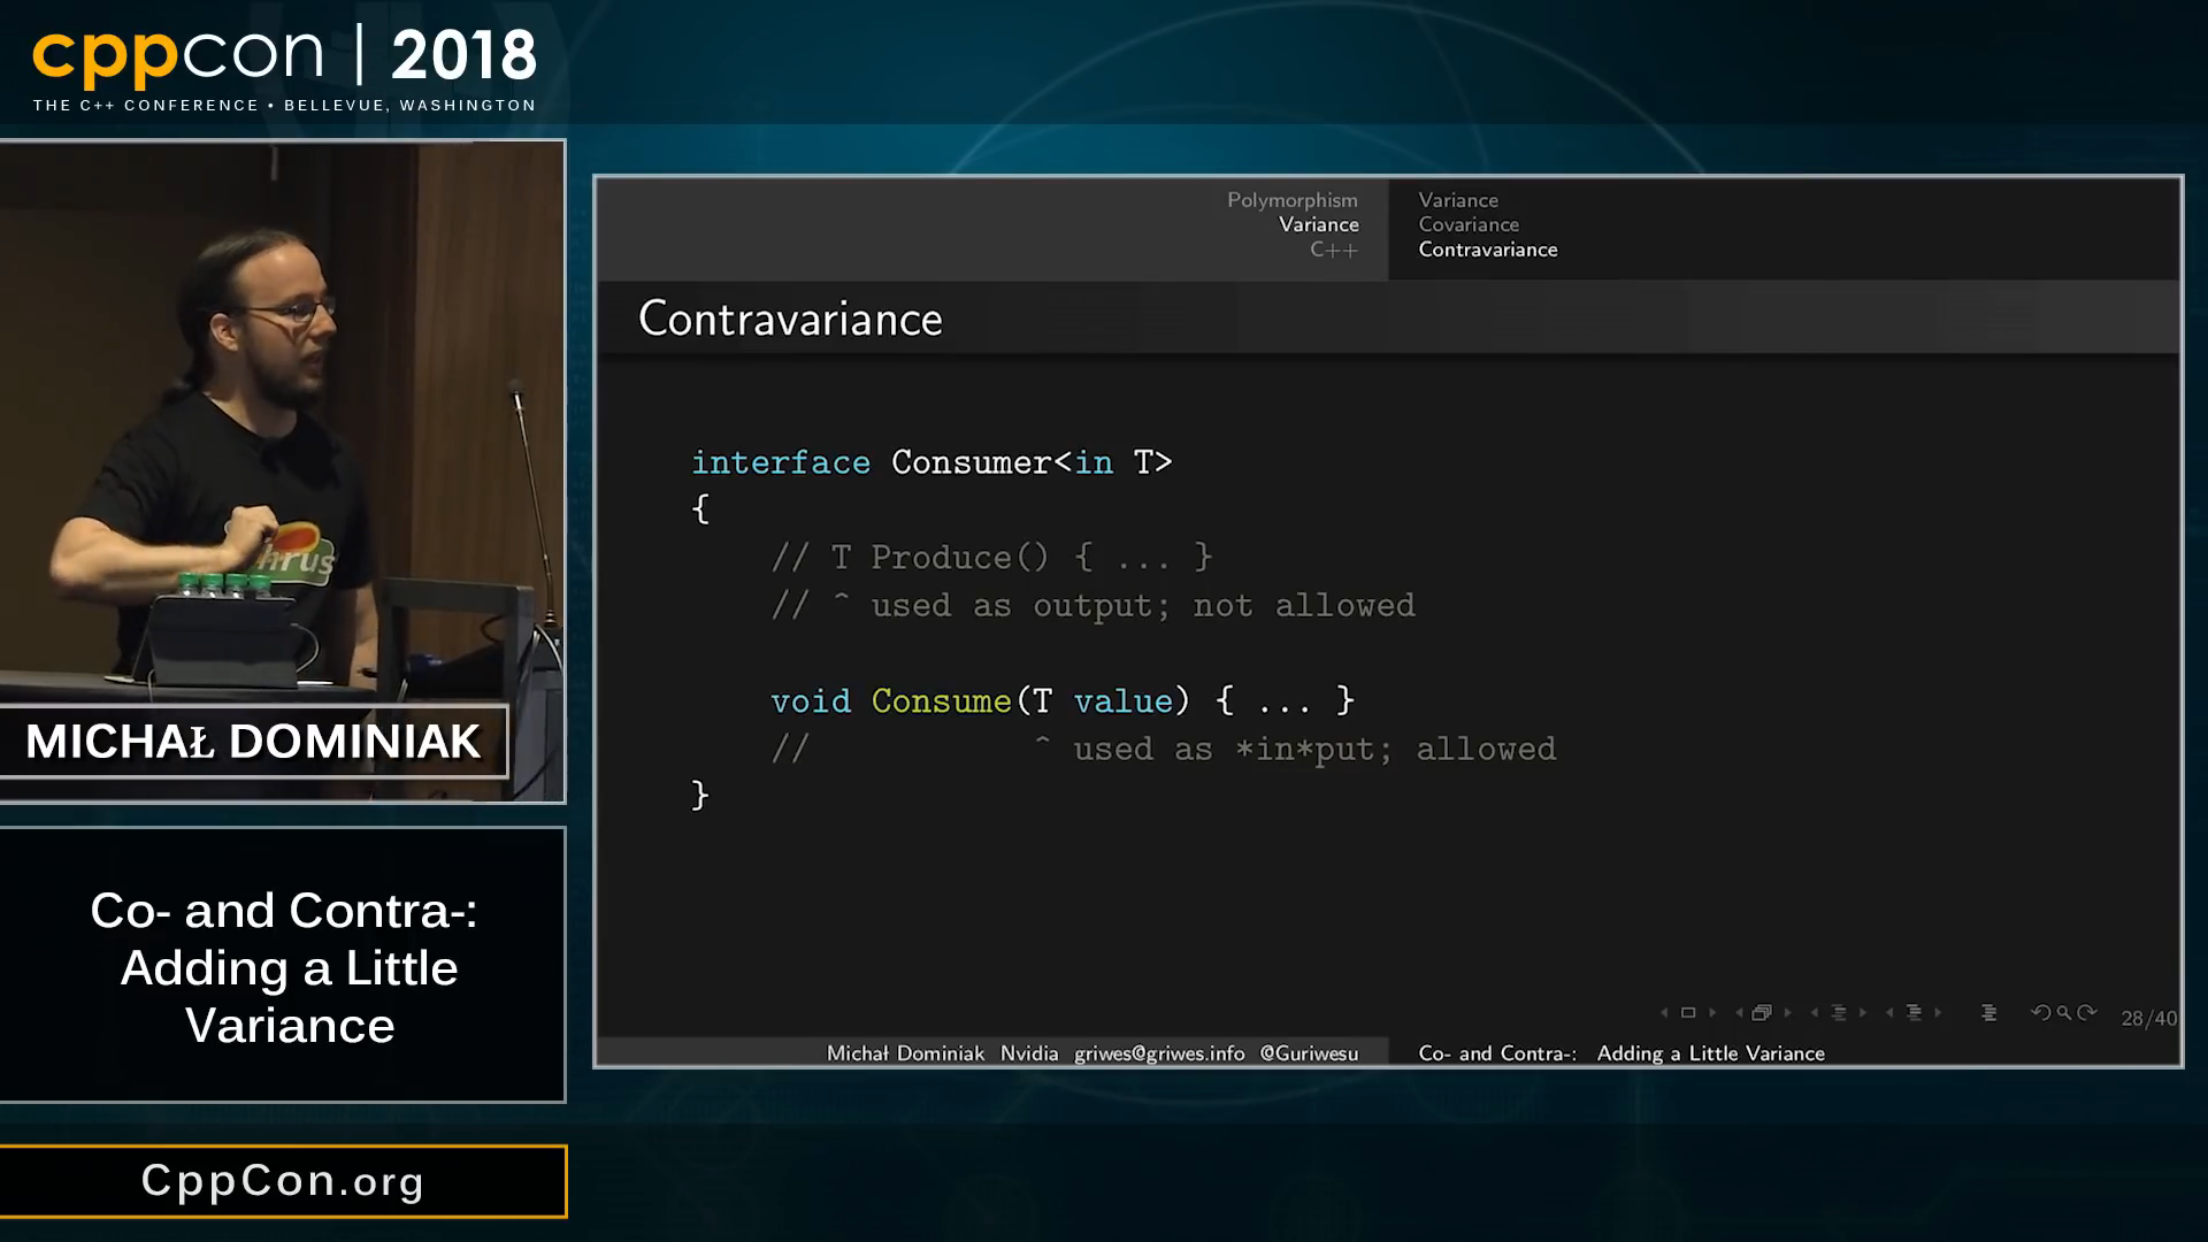 cppcon | 2018
THE C++ CONFERENCE • BELLEVUE, WASHINGTON
hrus
MICHAŁ DOMINIAK
Co- and Contra-:
Adding a Little
Variance
CppCon.org
Polymorphism
Variance
C++
Variance
Covariance
Contravariance
Contravariance
interface Consumer<in T>
{
// T Produce() { ... }
// ^ used as output; not allowed
void Consume(T value) { ... }
// ^ used as *in*put; allowed
}
28/40
Michał Dominiak Nvidia griwes@griwes.info @Guriwesu
Co- and Contra-: Adding a Little Variance